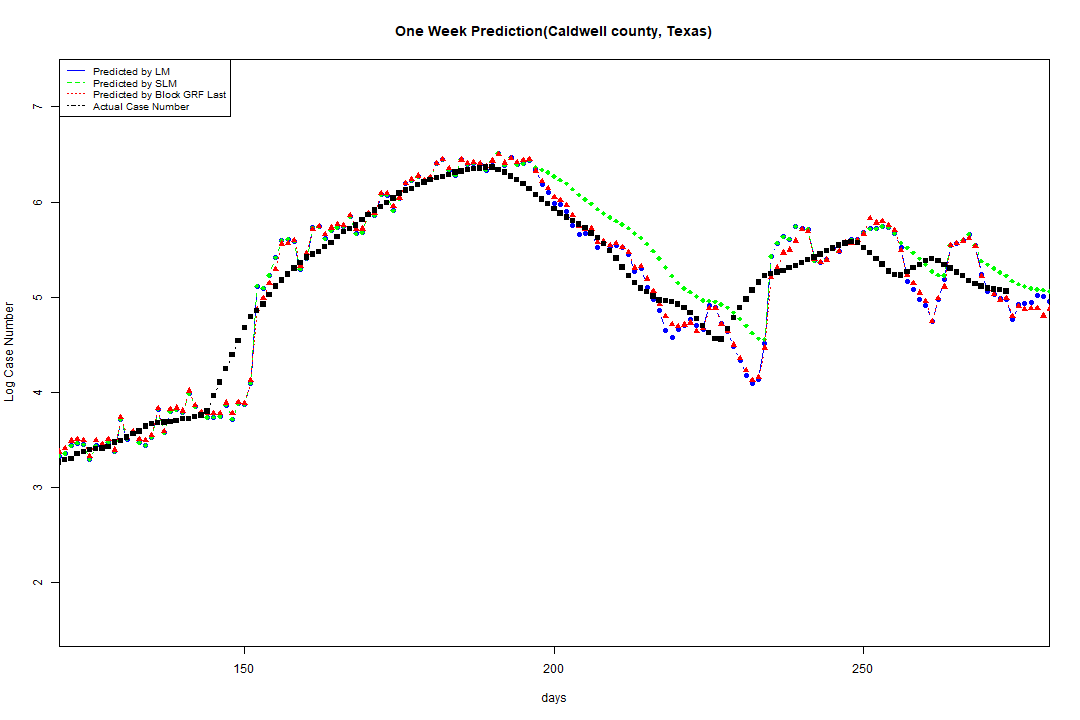 One Week Prediction(Caldwell county, Texas)
Predicted by LM
Predicted by SLM
Predicted by Block GRF Last
Actual Case Number
7
6
5
4
3
2
Log Case Number
150
200
250
days